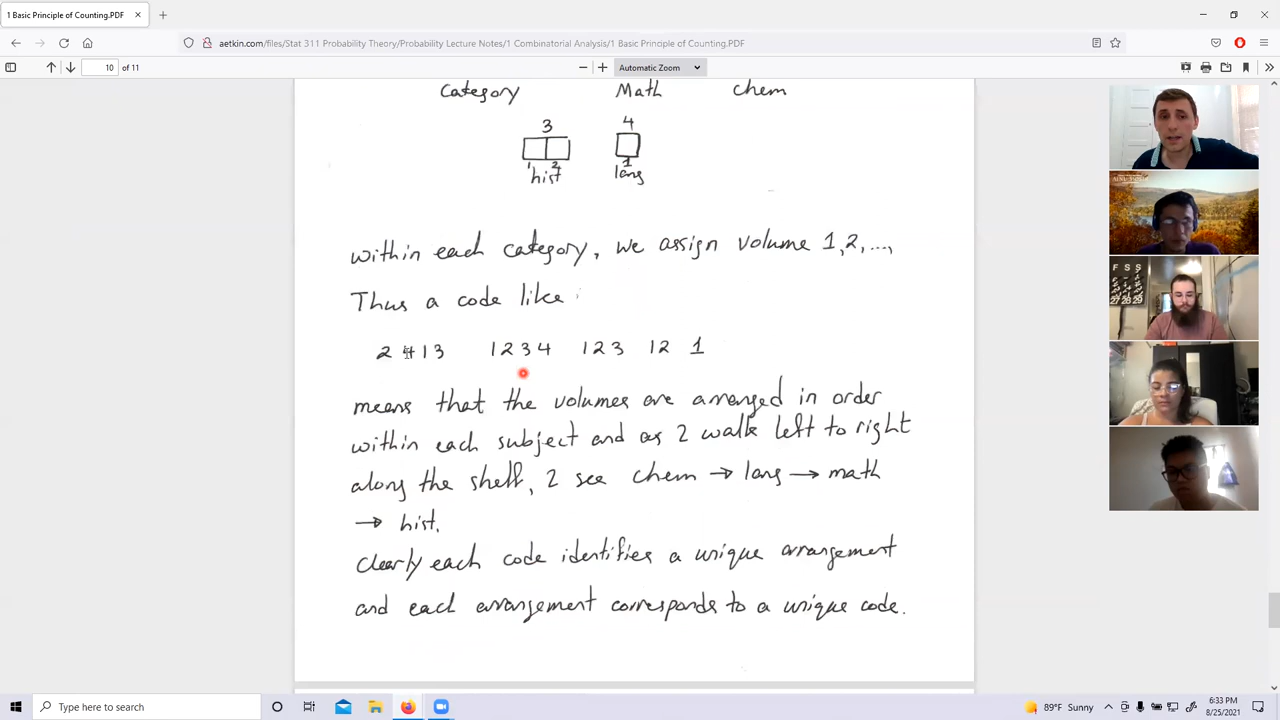 1 Basic Principle of Counting.PDF
aetkin.com/files/Stat 311 Probability Theory/Probability Lecture Notes/1 Combinatorial Analysis/1 Basic Principle of Counting.PDF
10 of 11
Automatic Zoom
Category Math Chem
3 4
1 2 1
hist lang
within each category, we assign volume 1,2,...,
Thus a code like
2 4 1 3 1 2 3 4 1 2 3 1 2 1
means that the volumes are arranged in order
within each subject and as I walk left to right
along the shelf, I see chem → lang → math
→ hist.
Clearly each code identifies a unique arrangement
and each arrangement corresponds to a unique code.
F S S
27 28 29
Type here to search
89°F Sunny
6:33 PM
8/25/2021